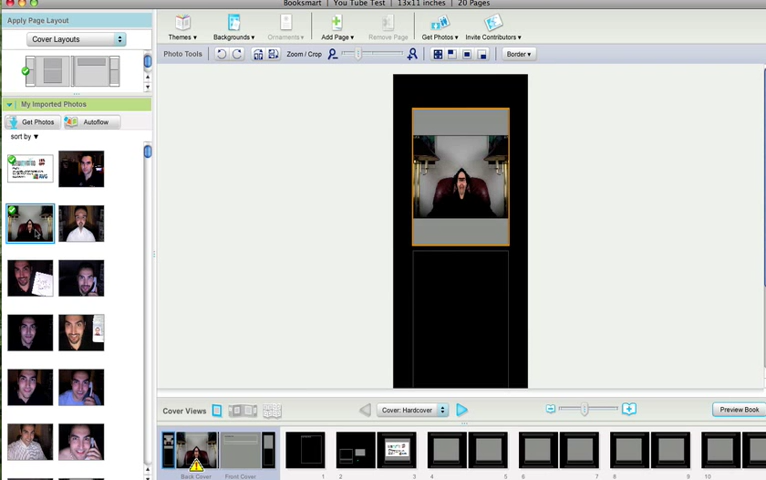 Booksmart | You Tube Test | 13x11 inches | 20 Pages
Apply Page Layout
Cover Layouts
Themes
Backgrounds
Ornaments
Add Page
Remove Page
Get Photos
Invite Contributors
Photo Tools
Zoom / Crop
Border
My Imported Photos
Get Photos
Autoflow
sort by
Cover Views
Cover: Hardcover
Preview Book
Back Cover
Front Cover
1
2
3
4
5
6
7
8
9
10